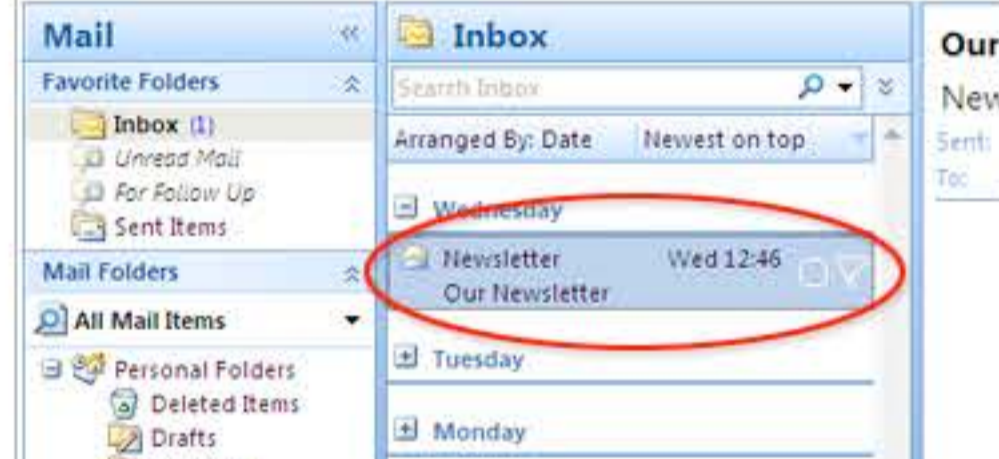 Mail
Favorite Folders
Inbox (1)
Unread Mail
For Follow Up
Sent Items
Mail Folders
All Mail Items
Personal Folders
Deleted Items
Drafts
Inbox
Search Inbox
Arranged By: Date Newest on top
Wednesday
Newsletter Wed 12:46
Our Newsletter
Tuesday
Monday
Our
New
Sent:
To: